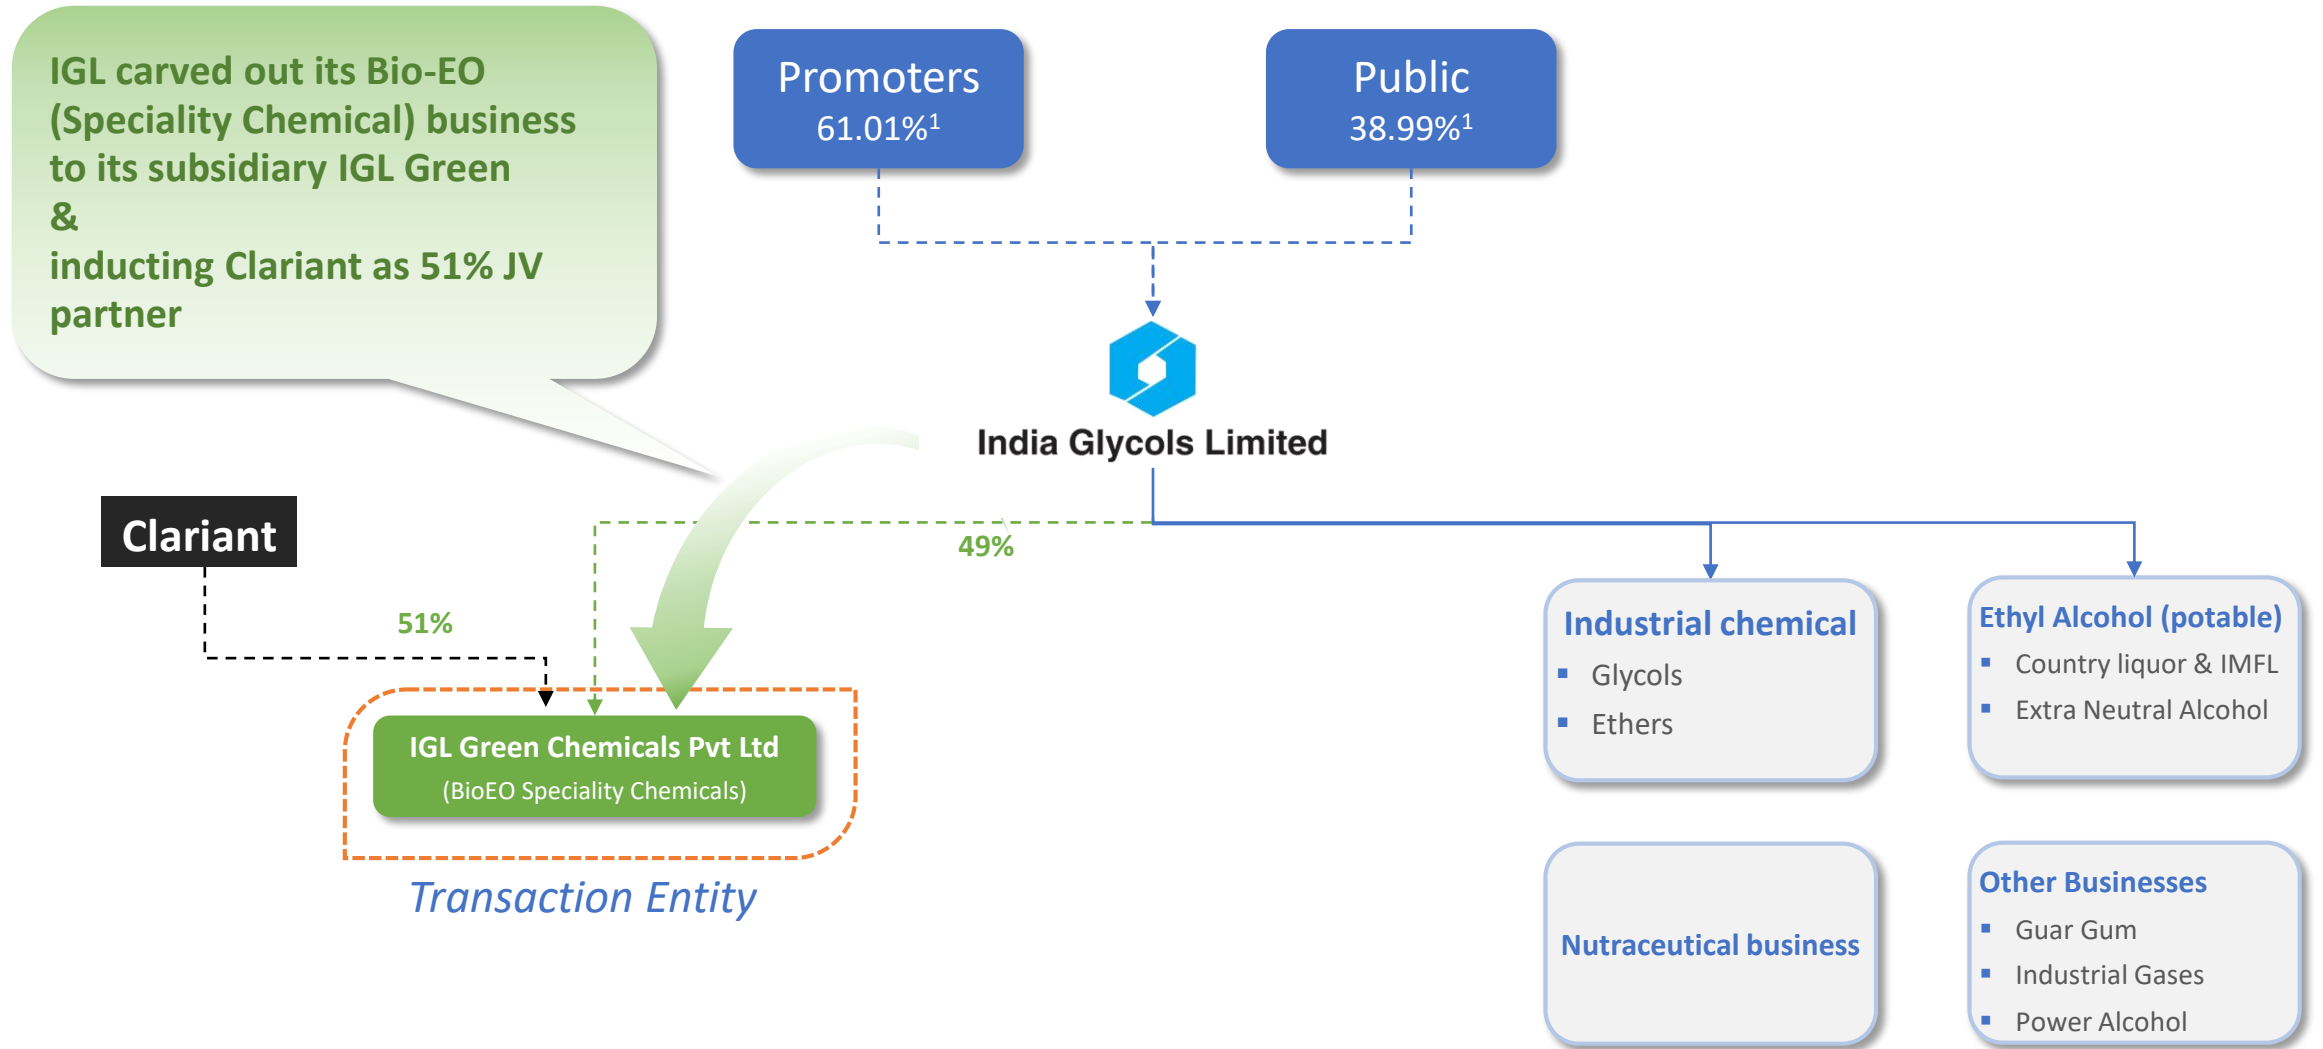 IGL carved out its Bio-EO
(Speciality Chemical) business
to its subsidiary IGL Green
&
inducting Clariant as 51% JV
partner
Promoters
61.01%1
Public
38.99%1
India Glycols Limited
Clariant
49%
51%
IGL Green Chemicals Pvt Ltd
(BioEO Speciality Chemicals)
Transaction Entity
Industrial chemical
▪ Glycols
▪ Ethers
Ethyl Alcohol (potable)
▪ Country liquor & IMFL
▪ Extra Neutral Alcohol
Nutraceutical business
Other Businesses
▪ Guar Gum
▪ Industrial Gases
▪ Power Alcohol